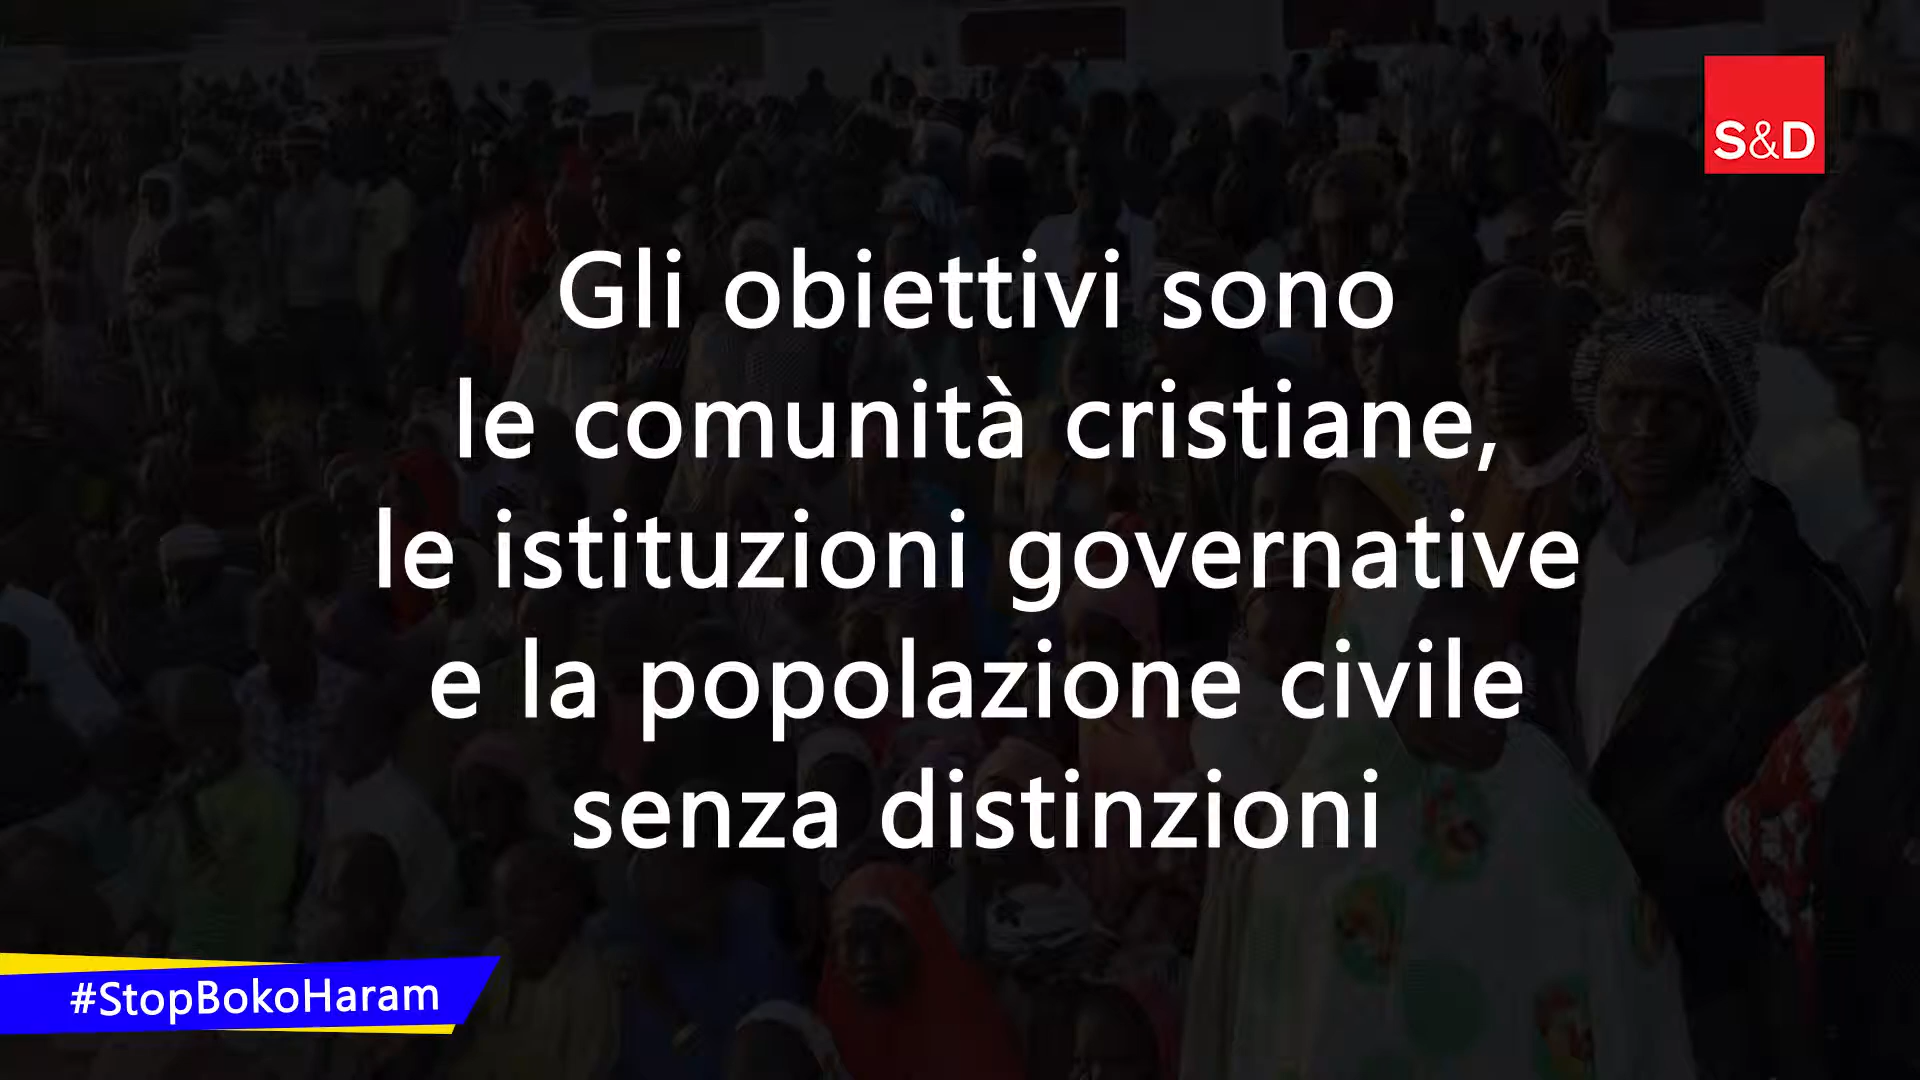 S&D
Gli obiettivi sono
le comunità cristiane,
le istituzioni governative
e la popolazione civile
senza distinzioni
#StopBokoHaram